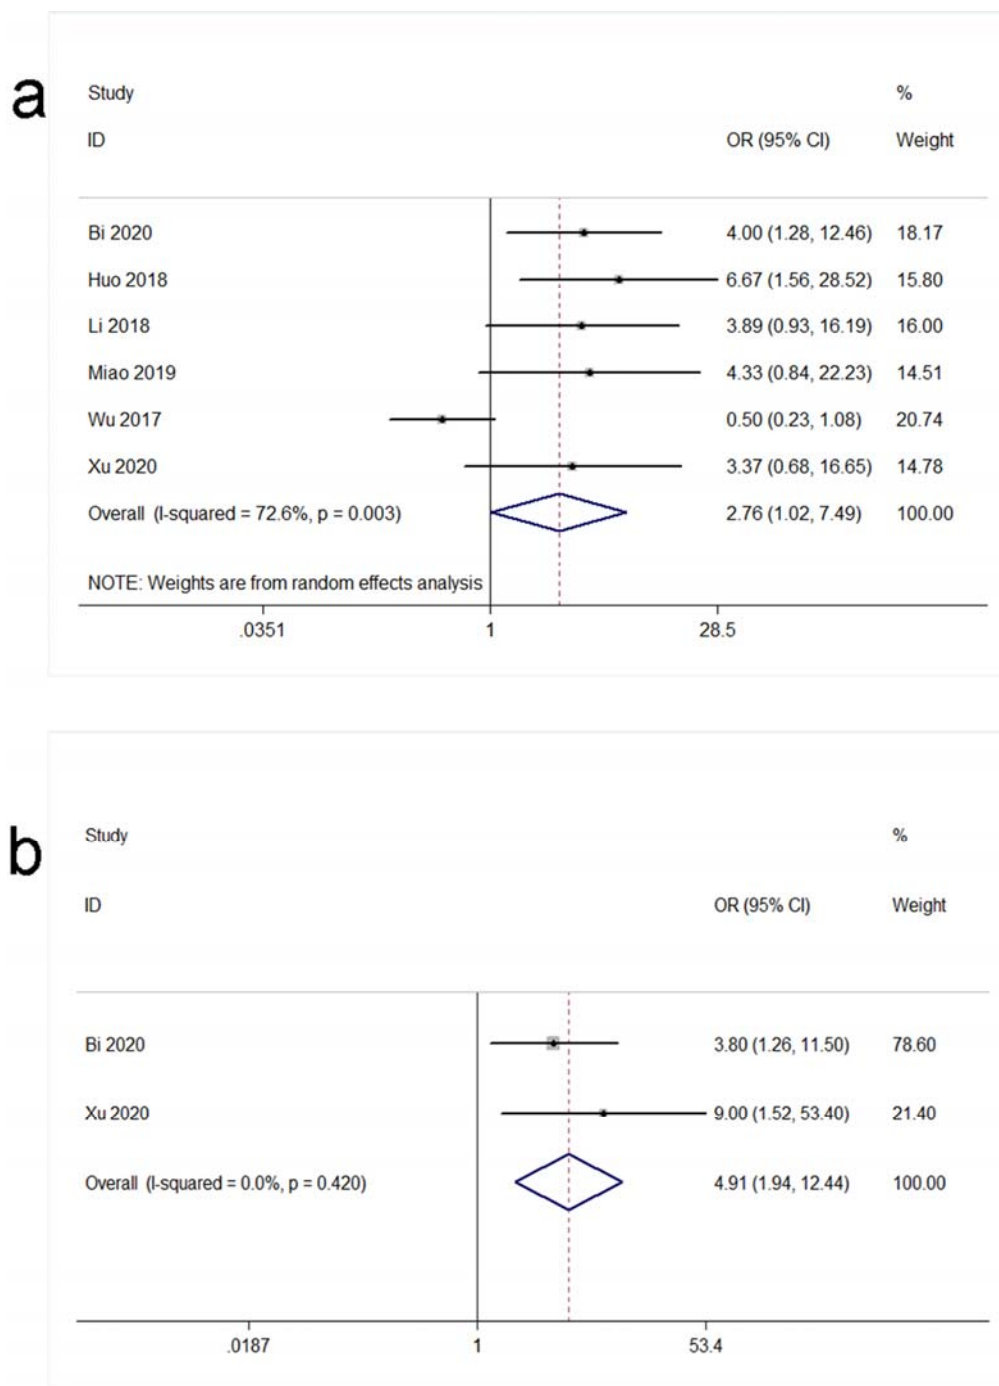 a
Study %
ID OR (95% CI) Weight
Bi 2020 4.00 (1.28, 12.46) 18.17
Huo 2018 6.67 (1.56, 28.52) 15.80
Li 2018 3.89 (0.93, 16.19) 16.00
Miao 2019 4.33 (0.84, 22.23) 14.51
Wu 2017 0.50 (0.23, 1.08) 20.74
Xu 2020 3.37 (0.68, 16.65) 14.78
Overall (I-squared = 72.6%, p = 0.003) 2.76 (1.02, 7.49) 100.00
NOTE: Weights are from random effects analysis
.0351 1 28.5
b
Study %
ID OR (95% CI) Weight
Bi 2020 3.80 (1.26, 11.50) 78.60
Xu 2020 9.00 (1.52, 53.40) 21.40
Overall (I-squared = 0.0%, p = 0.420) 4.91 (1.94, 12.44) 100.00
.0187 1 53.4